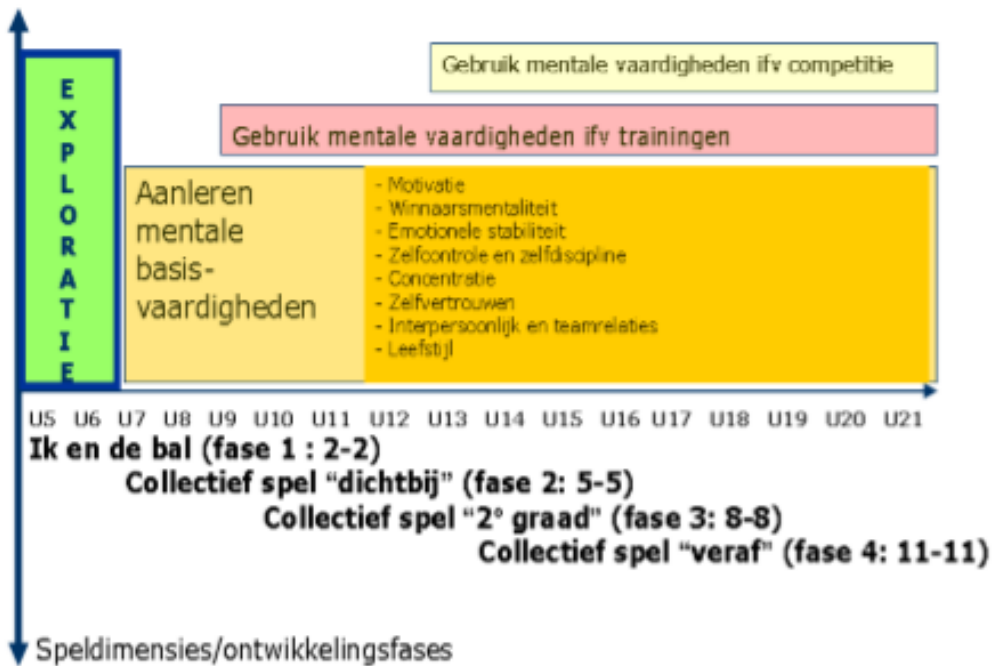 EXPLORATIE
Gebruik mentale vaardigheden ifv competitie
Gebruik mentale vaardigheden ifv trainingen
Aanleren
mentale
basis-
vaardigheden
- Motivatie
- Winnaarsmentaliteit
- Emotionele stabiliteit
- Zelfcontrole en zelfdiscipline
- Concentratie
- Zelfvertrouwen
- Interpersoonlijk en teamrelaties
- Leefstijl
U5 U6 U7 U8 U9 U10 U11 U12 U13 U14 U15 U16 U17 U18 U19 U20 U21
Ik en de bal (fase 1 : 2-2)
Collectief spel “dichtbij” (fase 2: 5-5)
Collectief spel “2° graad” (fase 3: 8-8)
Collectief spel “veraf” (fase 4: 11-11)
Speldimensies/ontwikkelingsfases